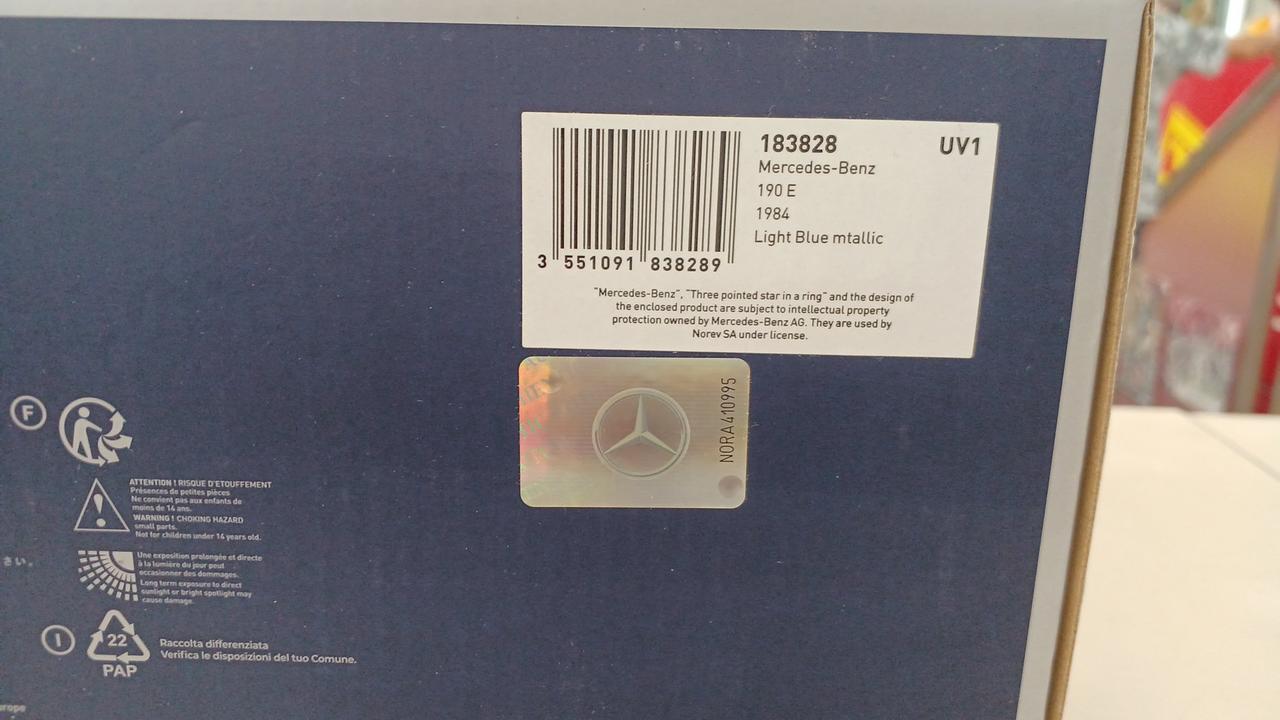 183828 UV1
Mercedes-Benz
190 E
1984
Light Blue mtallic
3 551091 838289
"Mercedes-Benz", "Three pointed star in a ring" and the design of
the enclosed product are subject to intellectual property
protection owned by Mercedes-Benz AG. They are used by
Norev SA under license.
NORA410995
F
ATTENTION ! RISQUE D'ETOUFFEMENT
Présences de petites pièces
Ne convient pas aux enfants de
moins de 14 ans.
WARNING ! CHOKING HAZARD
small parts.
Not for children under 14 years old.
Une exposition prolongée et directe
à la lumière du jour peut
occasionner des dommages.
Long term exposure to direct
sunlight or bright spotlight may
cause damage.
さい。
I
22
PAP
Raccolta differenziata
Verifica le disposizioni del tuo Comune.